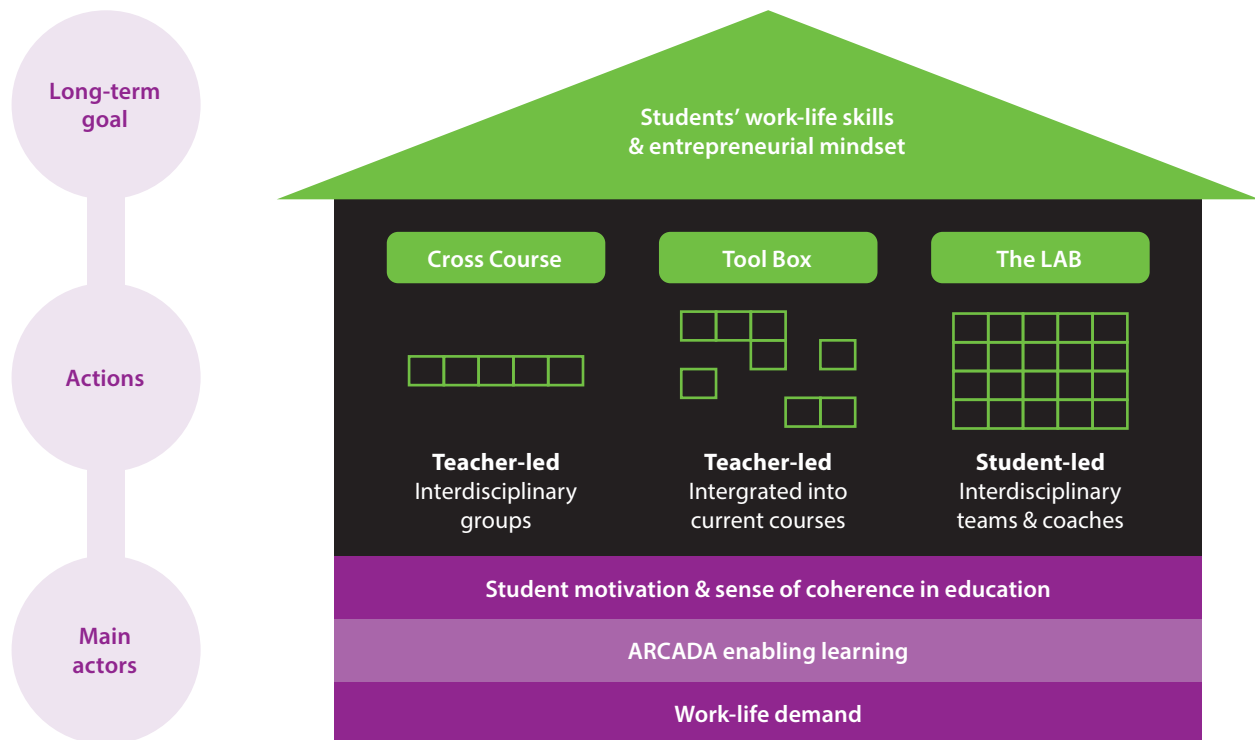 Long-term
goal
Students’ work-life skills
& entrepreneurial mindset
Cross Course
Tool Box
The LAB
Actions
Teacher-led
Interdisciplinary
groups
Teacher-led
Intergrated into
current courses
Student-led
Interdisciplinary
teams & coaches
Main
actors
Student motivation & sense of coherence in education
ARCADA enabling learning
Work-life demand